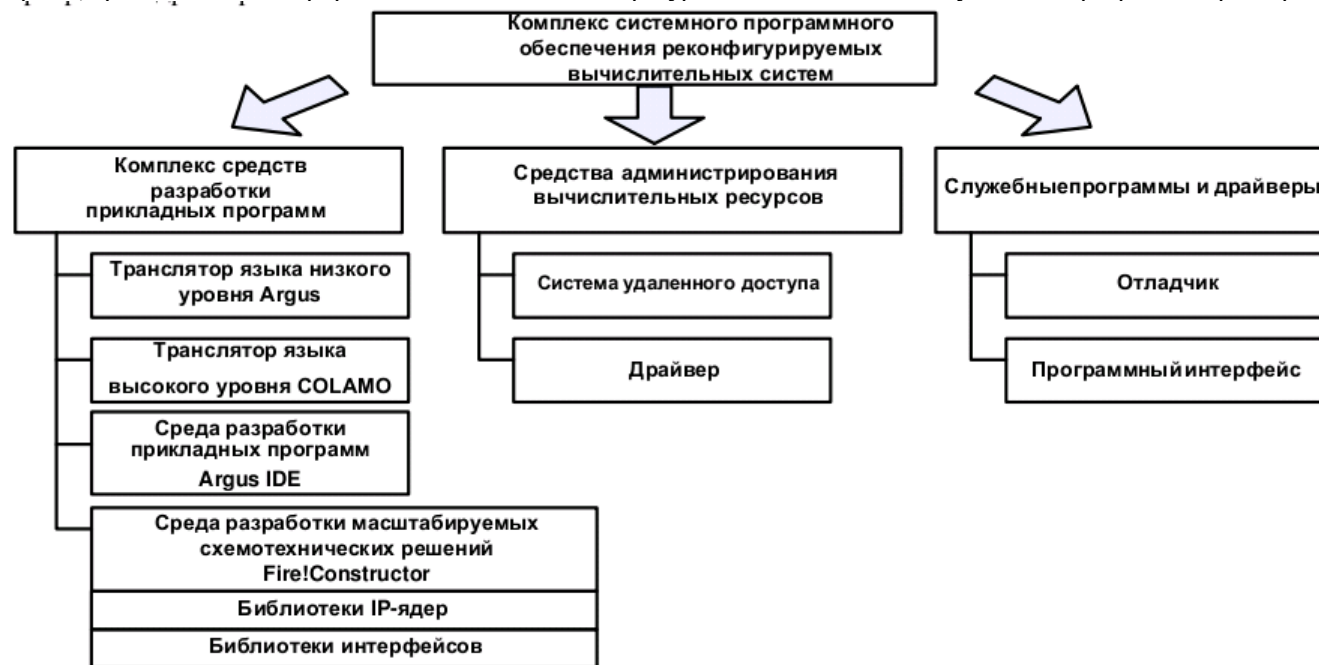 Комплекс системного программного
обеспечения реконфигурируемых
вычислительных систем
Комплекс средств
разработки
прикладных программ
Средства администрирования
вычислительных ресурсов
Служебныепрограммы и драйверы
Транслятор языка низкого
уровня Argus
Транслятор языка
высокого уровня COLAMO
Среда разработки
прикладных программ
Argus IDE
Среда разработки масштабируемых
схемотехнических решений
Fire!Constructor
Библиотеки IP-ядер
Библиотеки интерфейсов
Система удаленного доступа
Драйвер
Отладчик
Программный интерфейс